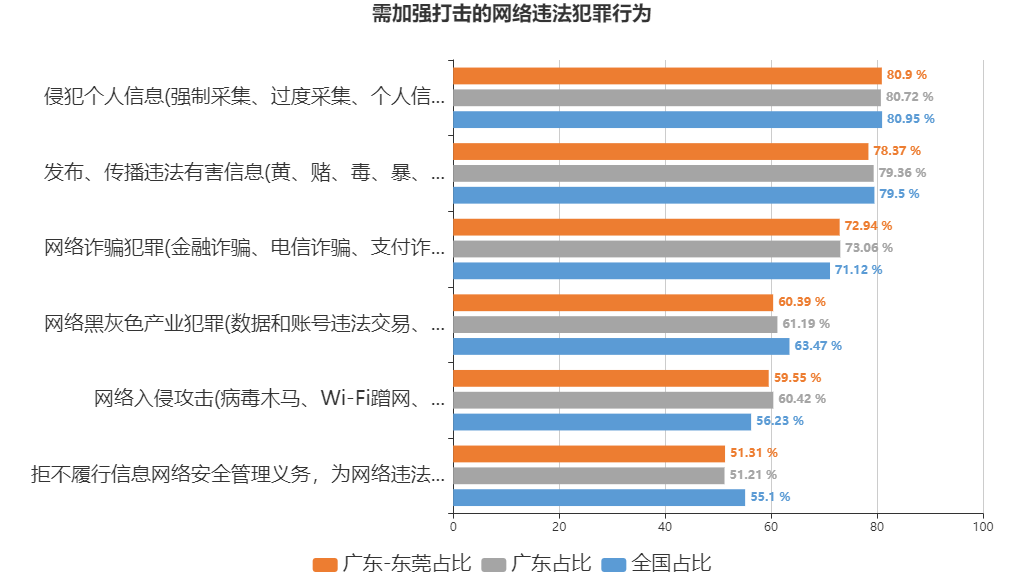 需加强打击的网络违法犯罪行为
侵犯个人信息(强制采集、过度采集、个人信...
80.9 %
80.72 %
80.95 %
发布、传播违法有害信息(黄、赌、毒、暴、...
78.37 %
79.36 %
79.5 %
网络诈骗犯罪(金融诈骗、电信诈骗、支付诈...
72.94 %
73.06 %
71.12 %
网络黑灰色产业犯罪(数据和账号违法交易、...
60.39 %
61.19 %
63.47 %
网络入侵攻击(病毒木马、Wi-Fi蹭网、...
59.55 %
60.42 %
56.23 %
拒不履行信息网络安全管理义务，为网络违法...
51.31 %
51.21 %
55.1 %
0 20 40 60 80 100
广东-东莞占比 广东占比 全国占比